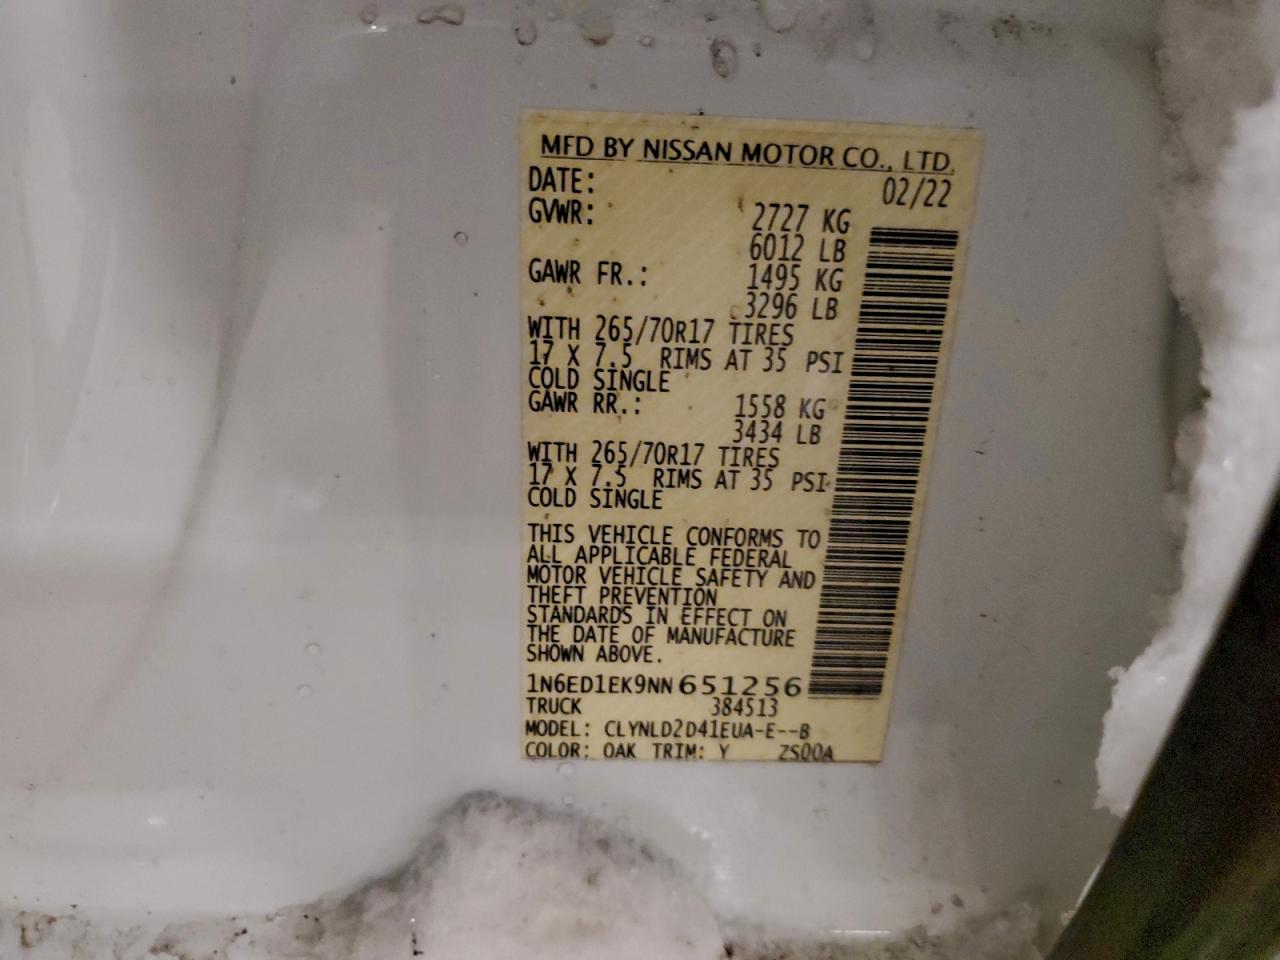 MFD BY NISSAN MOTOR CO., LTD.
DATE: 02/22
GVWR: 2727 KG
6012 LB
GAWR FR.: 1495 KG
3296 LB
WITH 265/70R17 TIRES
17 X 7.5 RIMS AT 35 PSI
COLD SINGLE
GAWR RR.: 1558 KG
3434 LB
WITH 265/70R17 TIRES
17 X 7.5 RIMS AT 35 PSI
COLD SINGLE
THIS VEHICLE CONFORMS TO
ALL APPLICABLE FEDERAL
MOTOR VEHICLE SAFETY AND
THEFT PREVENTION
STANDARDS IN EFFECT ON
THE DATE OF MANUFACTURE
SHOWN ABOVE.
1N6ED1EK9NN651256
TRUCK 384513
MODEL: CLYNLD2D41EUA-E--B
COLOR: OAK TRIM: Y ZS00A